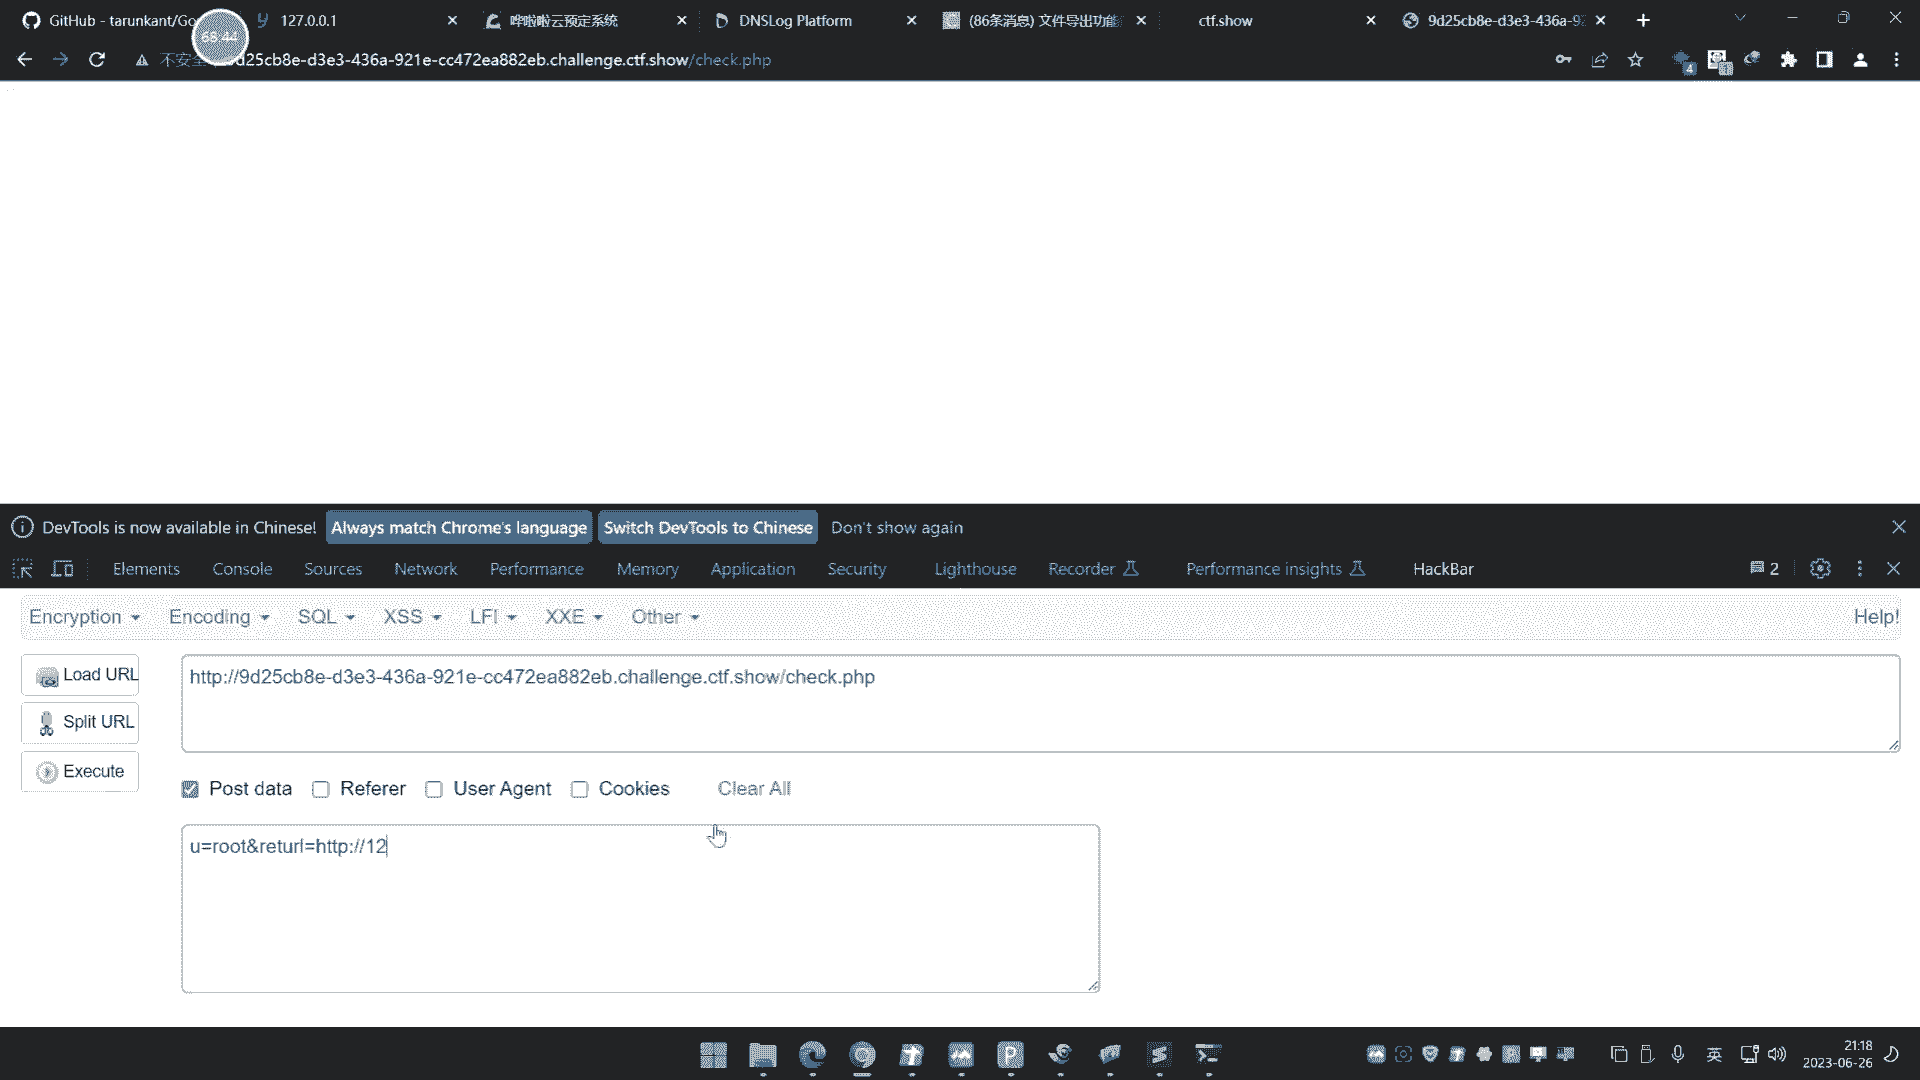 GitHub - tarunkant/Go
127.0.0.1
哗啦啦云预定系统
DNSLog Platform
(86条消息) 文件导出功能
ctf.show
9d25cb8e-d3e3-436a-92
68:44
不安全
d25cb8e-d3e3-436a-921e-cc472ea882eb.challenge.ctf.show/check.php
4
DevTools is now available in Chinese!
Always match Chrome's language
Switch DevTools to Chinese
Don't show again
Elements
Console
Sources
Network
Performance
Memory
Application
Security
Lighthouse
Recorder
Performance insights
HackBar
2
Encryption
Encoding
SQL
XSS
LFI
XXE
Other
Help!
Load URL
http://9d25cb8e-d3e3-436a-921e-cc472ea882eb.challenge.ctf.show/check.php
Split URL
Execute
Post data
Referer
User Agent
Cookies
Clear All
u=root&returl=http://12
英
21:18
2023-06-26